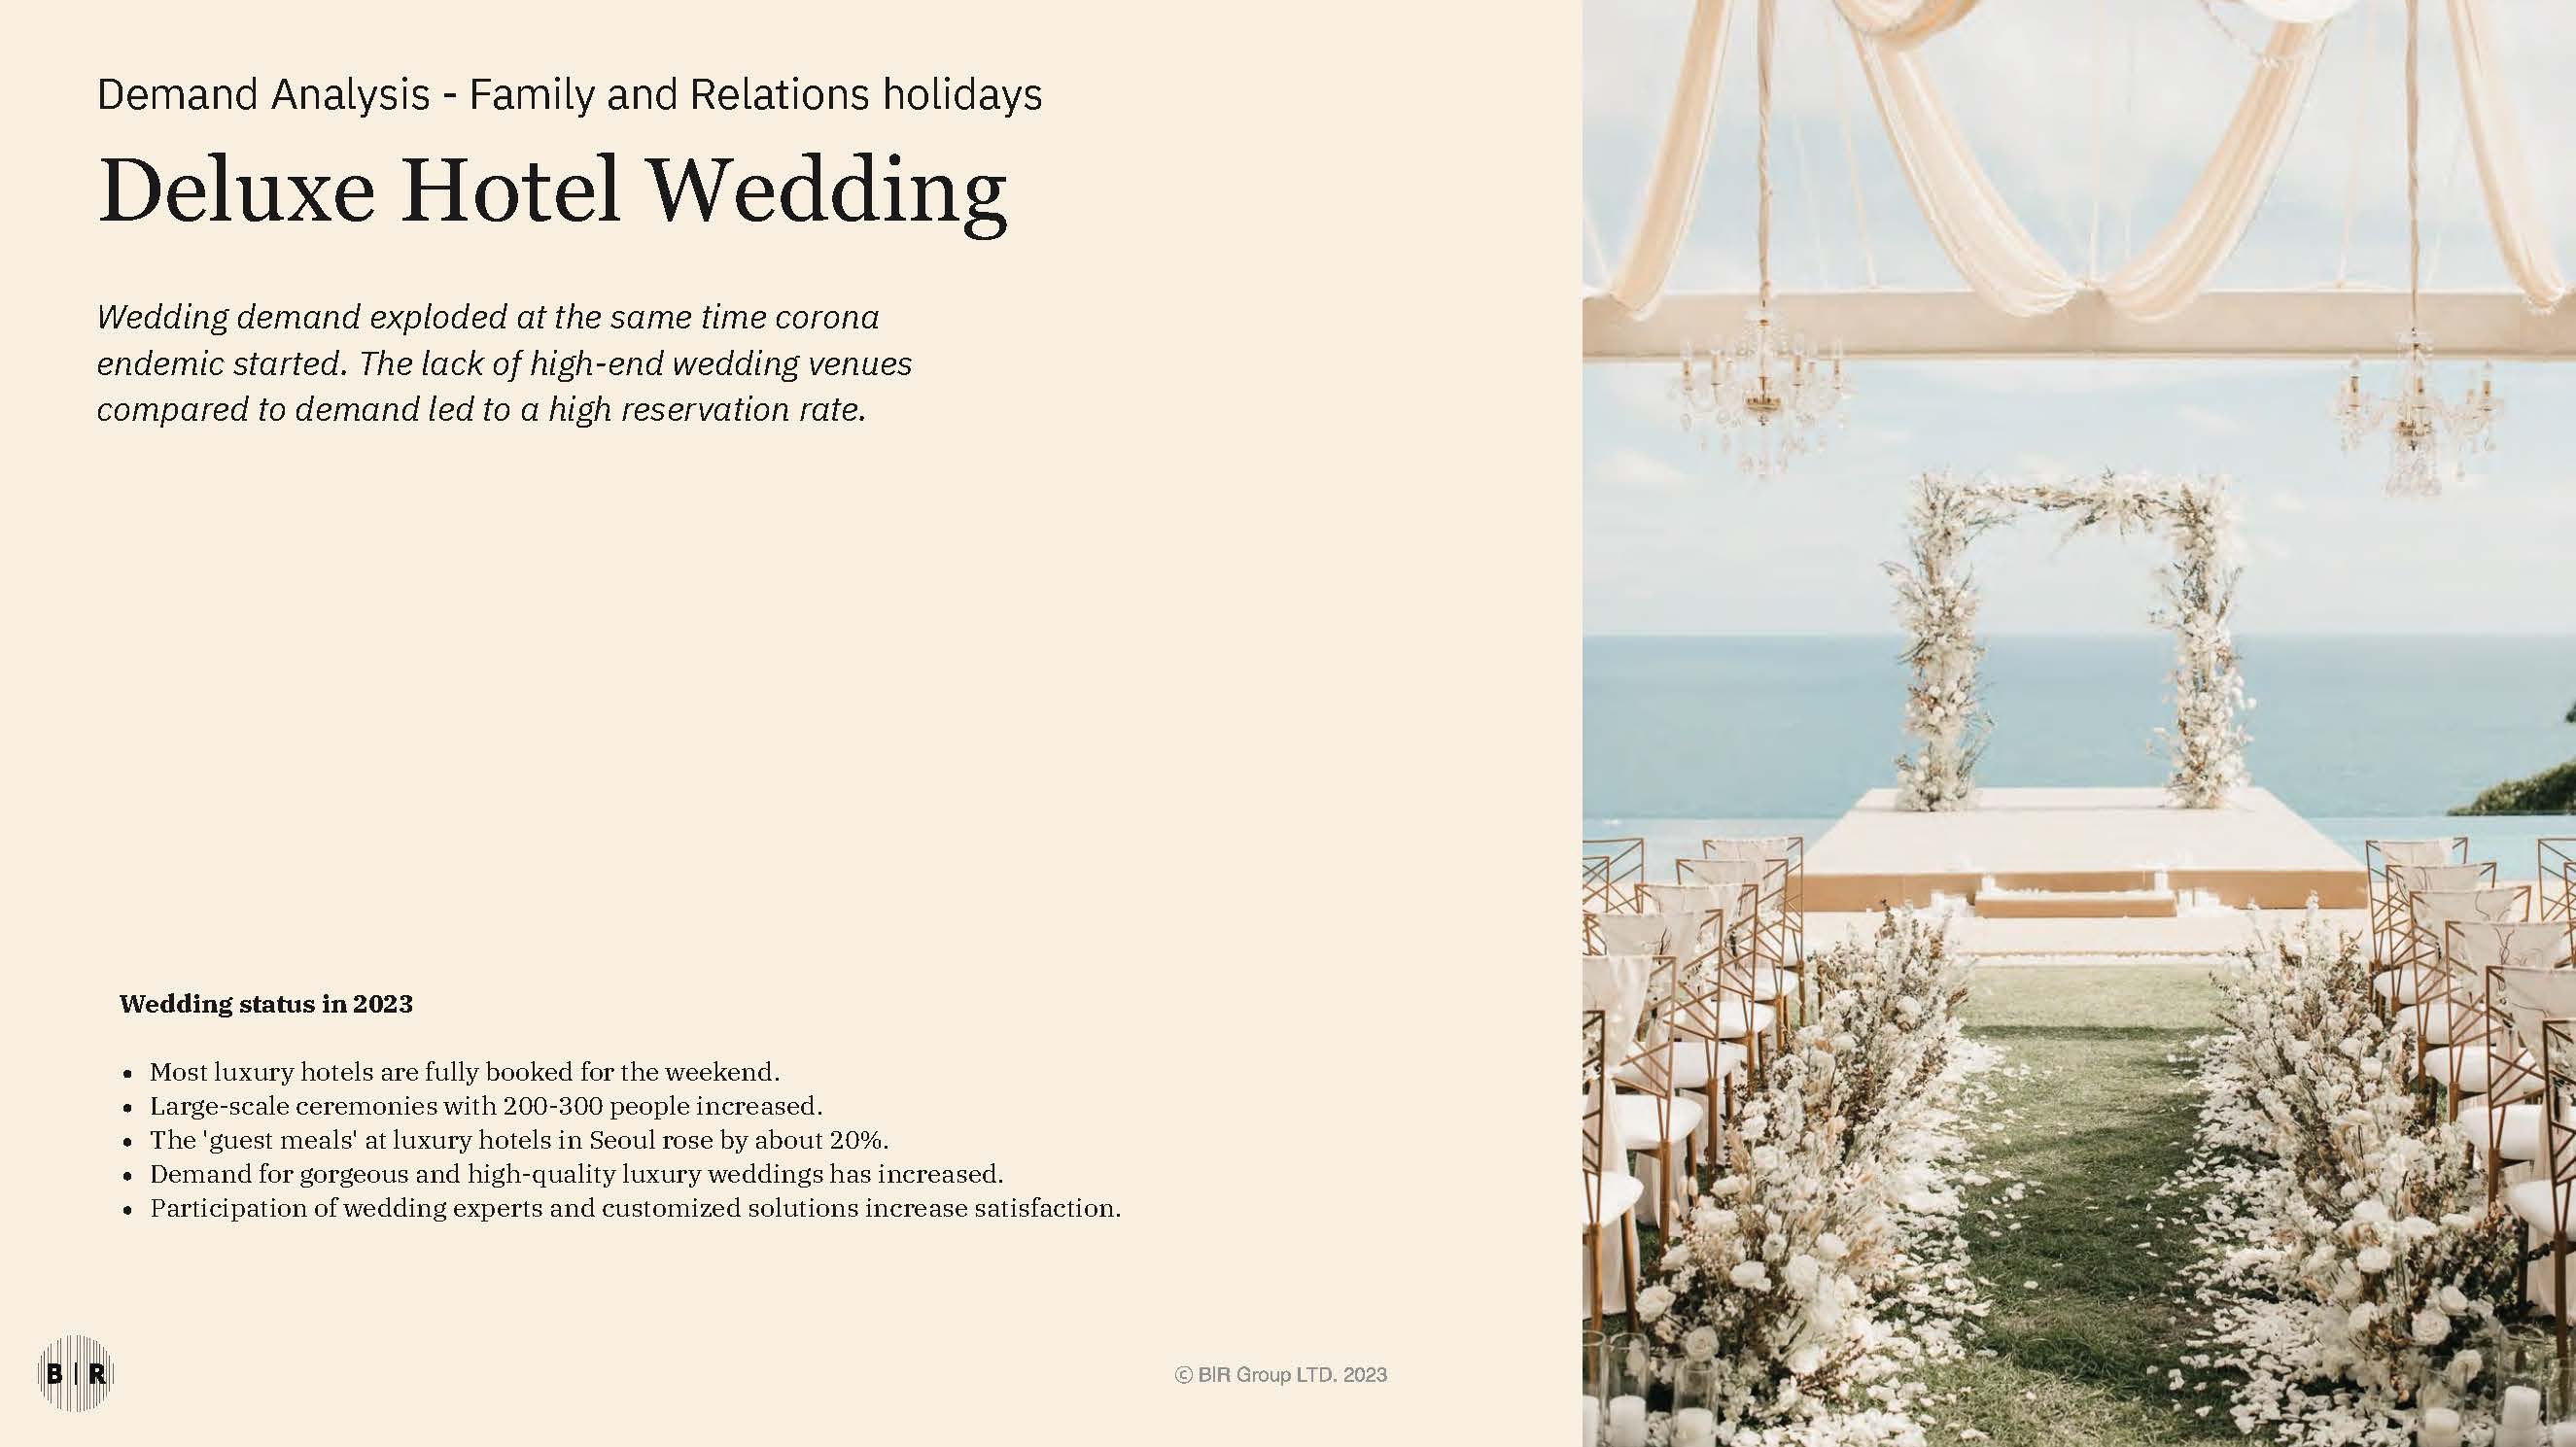 Demand Analysis - Family and Relations holidays
Deluxe Hotel Wedding
Wedding demand exploded at the same time corona
endemic started. The lack of high-end wedding venues
compared to demand led to a high reservation rate.
Wedding status in 2023
• Most luxury hotels are fully booked for the weekend.
• Large-scale ceremonies with 200-300 people increased.
• The 'guest meals' at luxury hotels in Seoul rose by about 20%.
• Demand for gorgeous and high-quality luxury weddings has increased.
• Participation of wedding experts and customized solutions increase satisfaction.
B | R
© BIR Group LTD. 2023